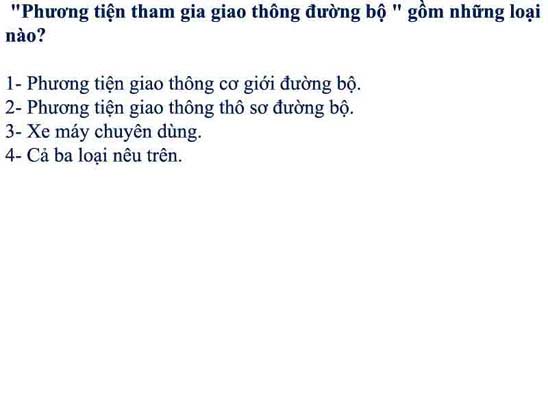 "Phương tiện tham gia giao thông đường bộ " gồm những loại
nào?
1- Phương tiện giao thông cơ giới đường bộ.
2- Phương tiện giao thông thô sơ đường bộ.
3- Xe máy chuyên dùng.
4- Cả ba loại nêu trên.